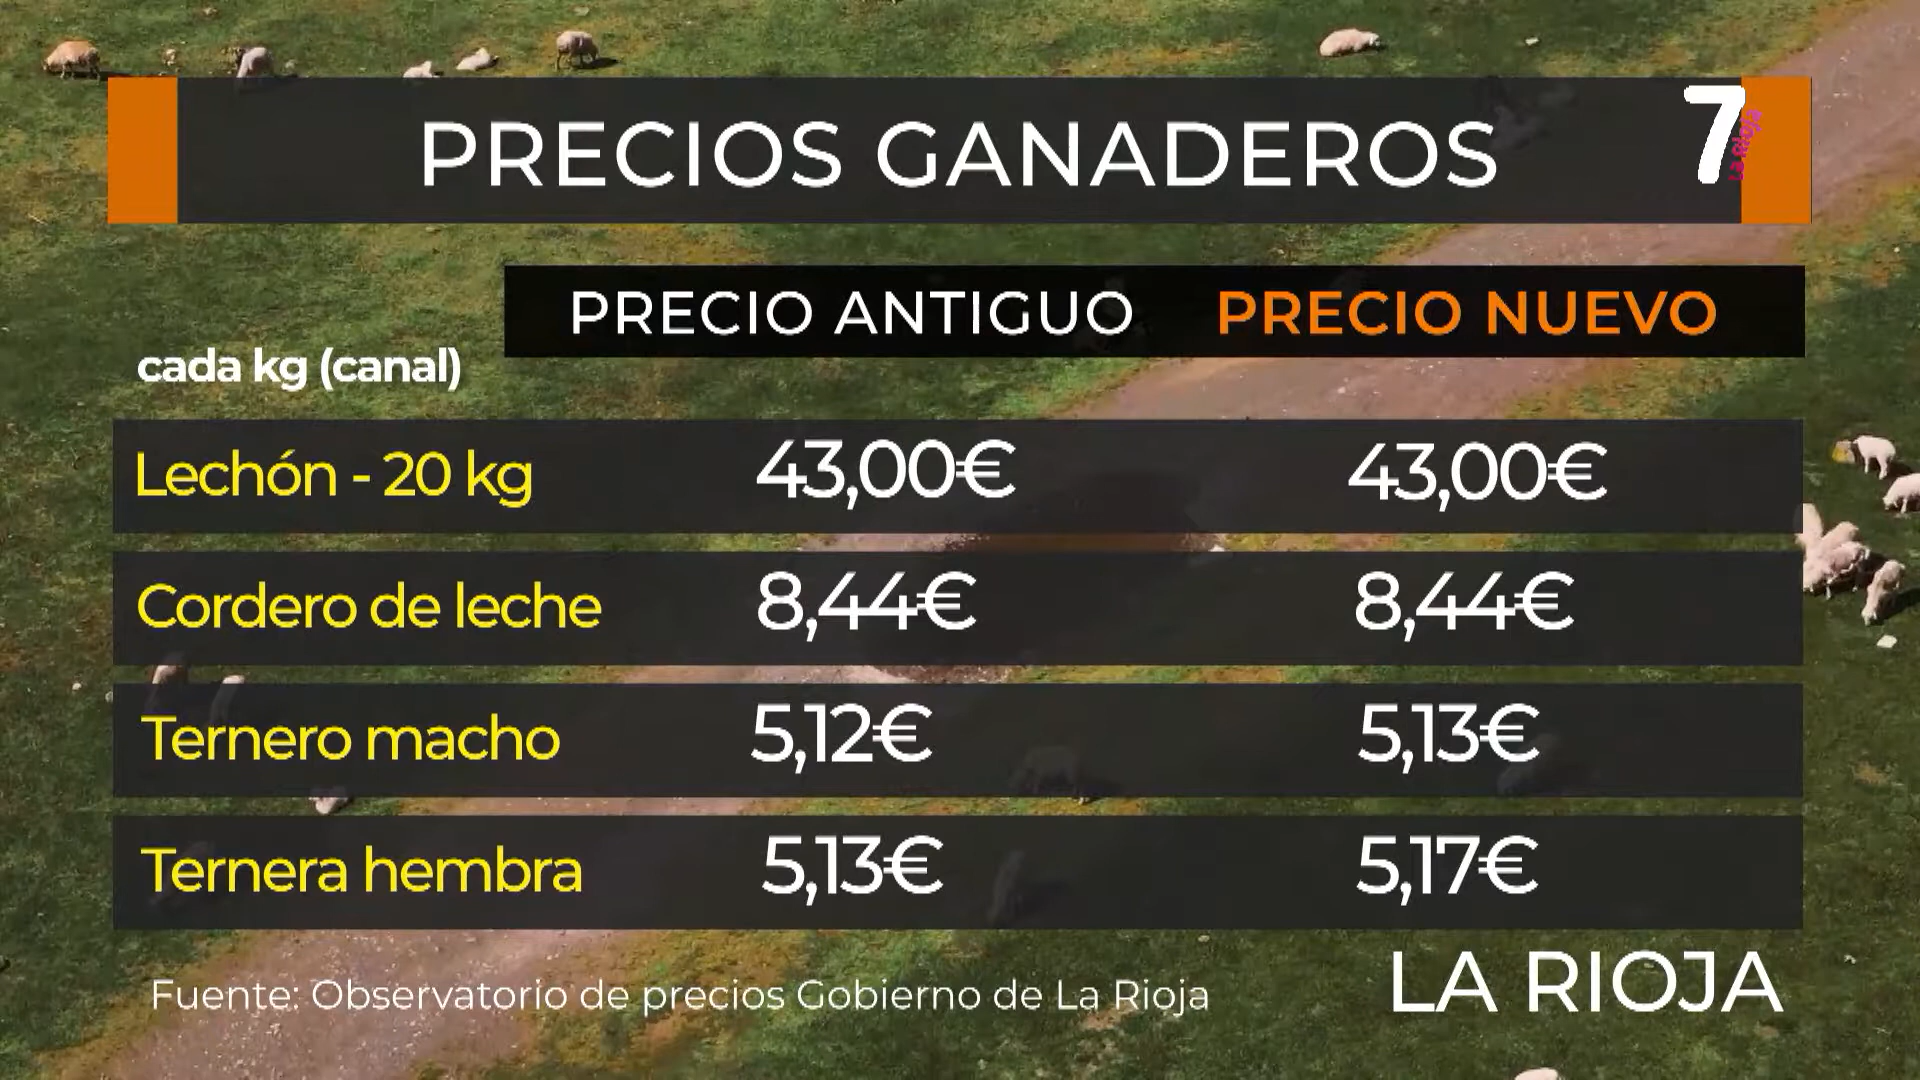 PRECIOS GANADEROS
7
La Rioja
PRECIO ANTIGUO PRECIO NUEVO
cada kg (canal)
Lechón - 20 kg 43,00€ 43,00€
Cordero de leche 8,44€ 8,44€
Ternero macho 5,12€ 5,13€
Ternera hembra 5,13€ 5,17€
Fuente: Observatorio de precios Gobierno de La Rioja
LA RIOJA